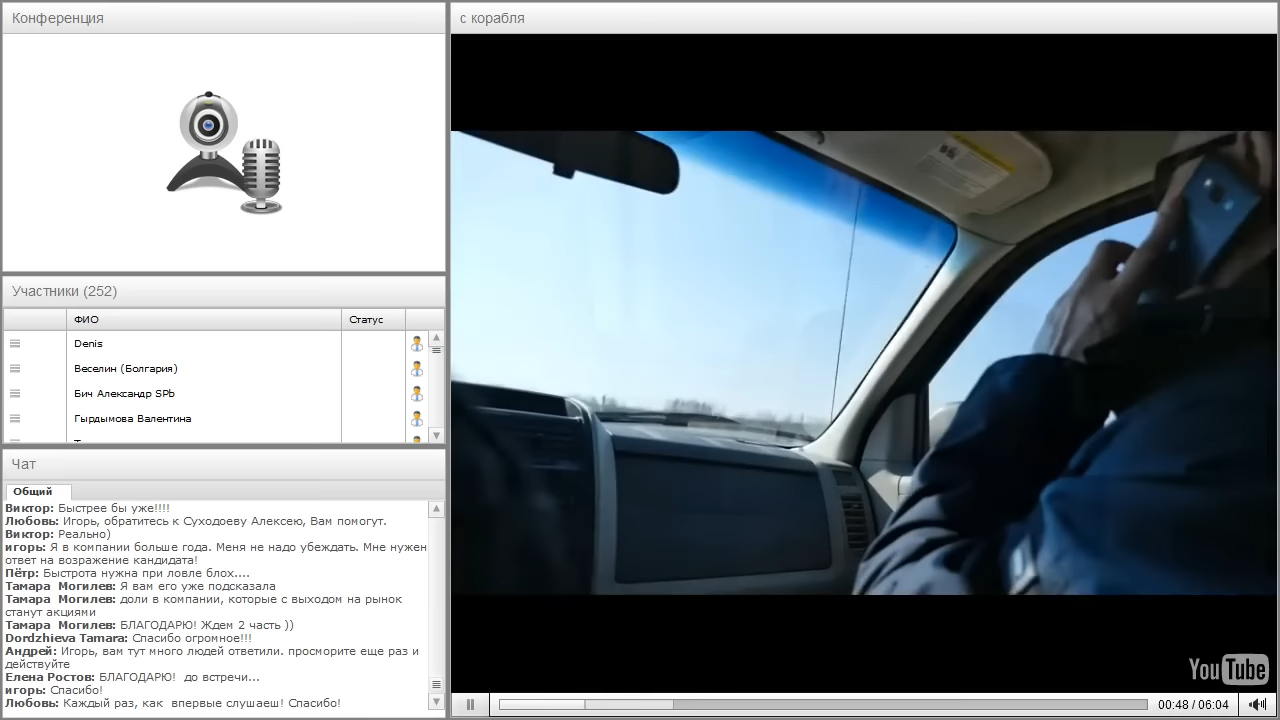 Конференция
с корабля
Участники (252)
ФИО
Статус
Denis
Веселин (Болгария)
Бич Александр SPb
Гырдымова Валентина
Чат
Общий
Виктор: Быстрее бы уже!!!!
Любовь: Игорь, обратитесь к Суходоеву Алексею, Вам помогут.
Виктор: Реально)
игорь: Я в компании больше года. Меня не надо убеждать. Мне нужен
ответ на возражение кандидата!
Пётр: Быстрота нужна при ловле блох....
Тамара Могилев: Я вам его уже подсказала
Тамара Могилев: доли в компании, которые с выходом на рынок
станут акциями
Тамара Могилев: БЛАГОДАРЮ! Ждем 2 часть ))
Dordzhieva Tamara: Спасибо огромное!!!
Андрей: Игорь, вам тут много людей ответили. просморите еще раз и
действуйте
Елена Ростов: БЛАГОДАРЮ! до встречи...
игорь: Спасибо!
Любовь: Каждый раз, как впервые слушаеш! Спасибо!
YouTube
00:48 / 06:04